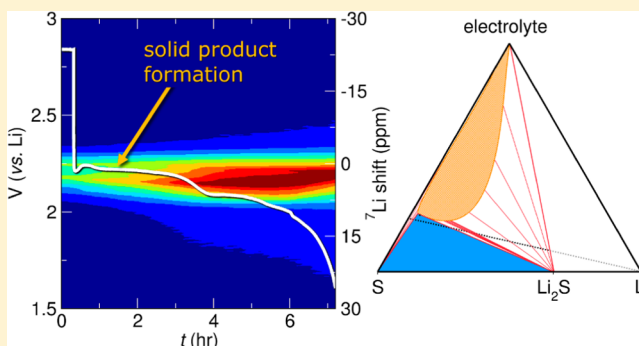 3
2.5
2
1.5
V (vs. Li)
0
2
4
6
t (hr)
solid product
formation
-30
-15
0
15
30
⁷Li shift (ppm)
electrolyte
S
Li₂S
L